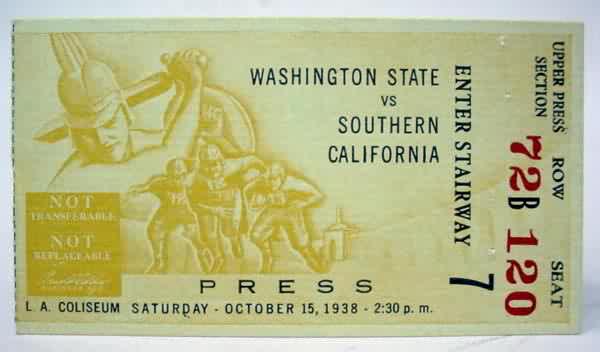 WASHINGTON STATE
VS
SOUTHERN
CALIFORNIA
NOT
TRANSFERABLE
NOT
REPLACEABLE
PRESS
L. A. COLISEUM SATURDAY - OCTOBER 15, 1938 - 2:30 p. m.
ENTER STAIRWAY 7
UPPER PRESS
SECTION
72B 120
ROW SEAT